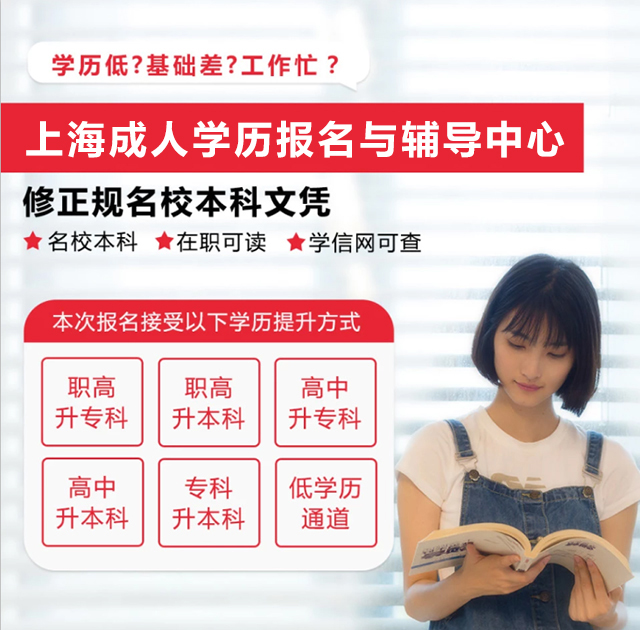 学历低?基础差?工作忙?
上海成人学历报名与辅导中心
修正规名校本科文凭
★名校本科 ★在职可读 ★学信网可查
本次报名接受以下学历提升方式
职高
升专科
职高
升本科
高中
升专科
高中
升本科
专科
升本科
低学历
通道